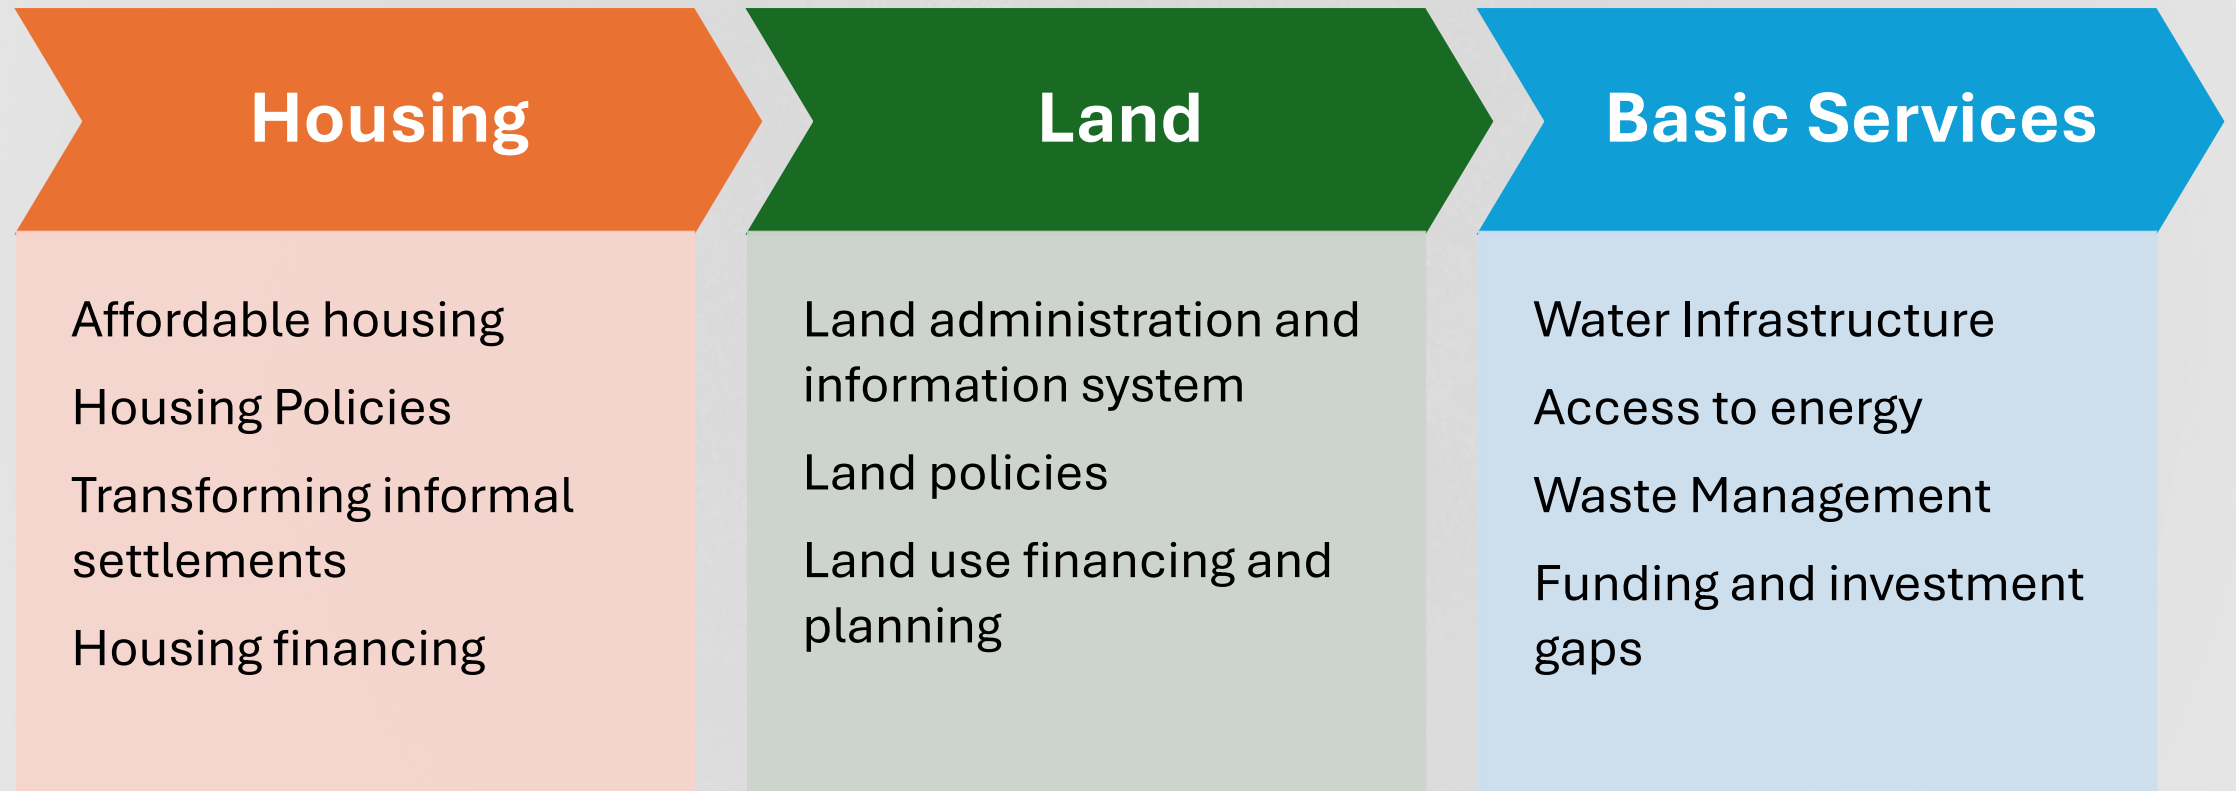 Housing
Affordable housing
Housing Policies
Transforming informal
settlements
Housing financing
Land
Land administration and
information system
Land policies
Land use financing and
planning
Basic Services
Water Infrastructure
Access to energy
Waste Management
Funding and investment
gaps